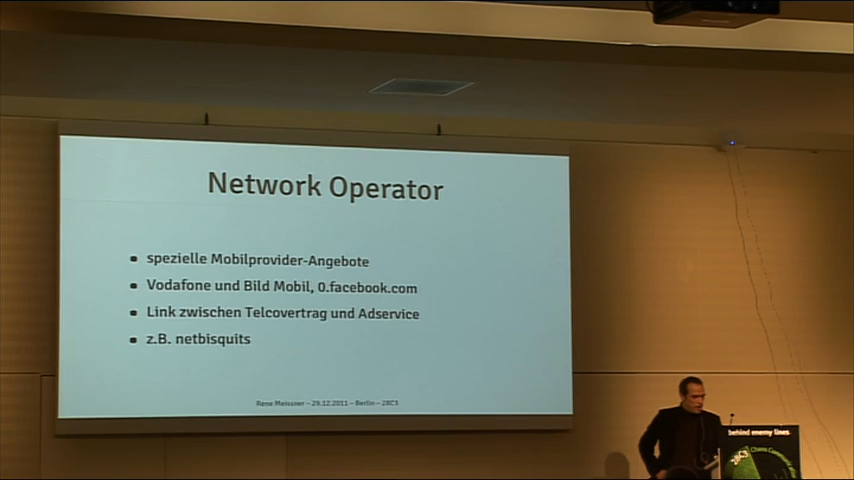 Network Operator
spezielle Mobilprovider-Angebote
Vodafone und Bild Mobil, 0.facebook.com
Link zwischen Telcovertrag und Adservice
z.B. netbisquits
Rene Meissner – 29.12.2011 – Berlin – 28C3
behind enemy lines.
28C3